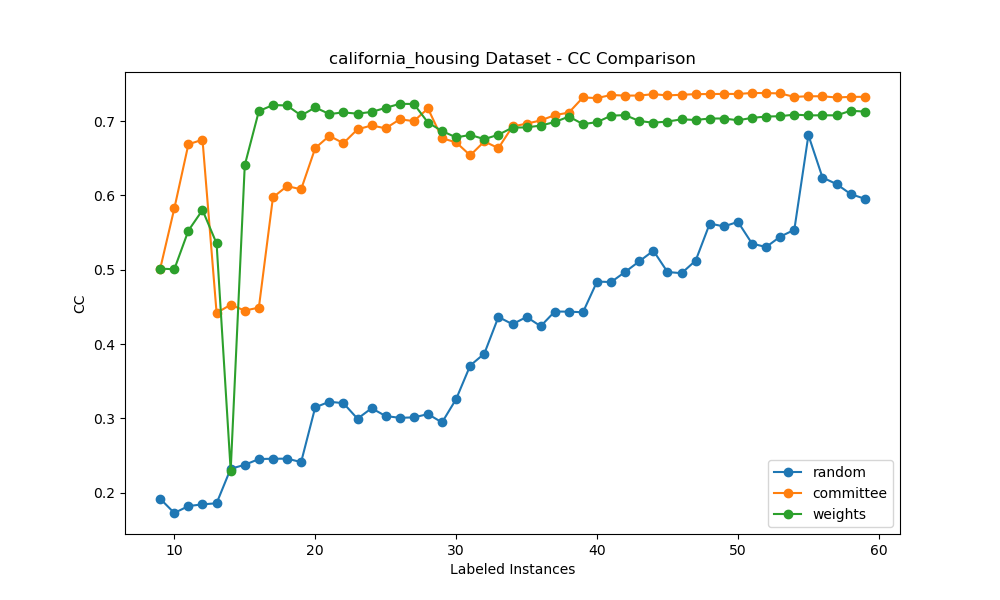 california_housing Dataset - CC Comparison
CC
0.7
0.6
0.5
0.4
0.3
0.2
10 20 30 40 50 60
Labeled Instances
random
committee
weights